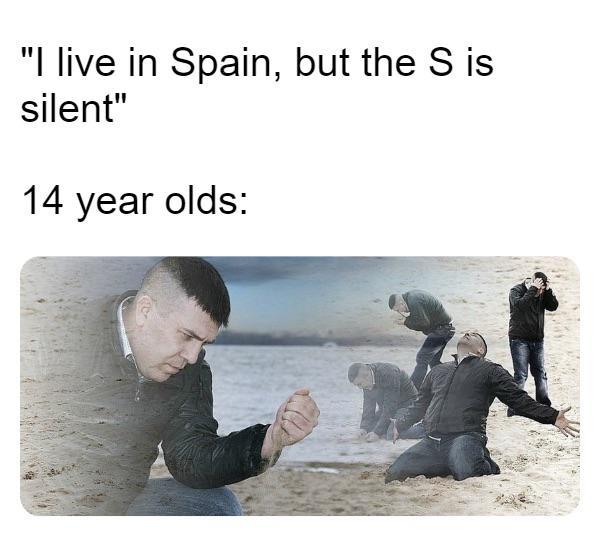 "I live in Spain, but the S is
silent"
14 year olds: